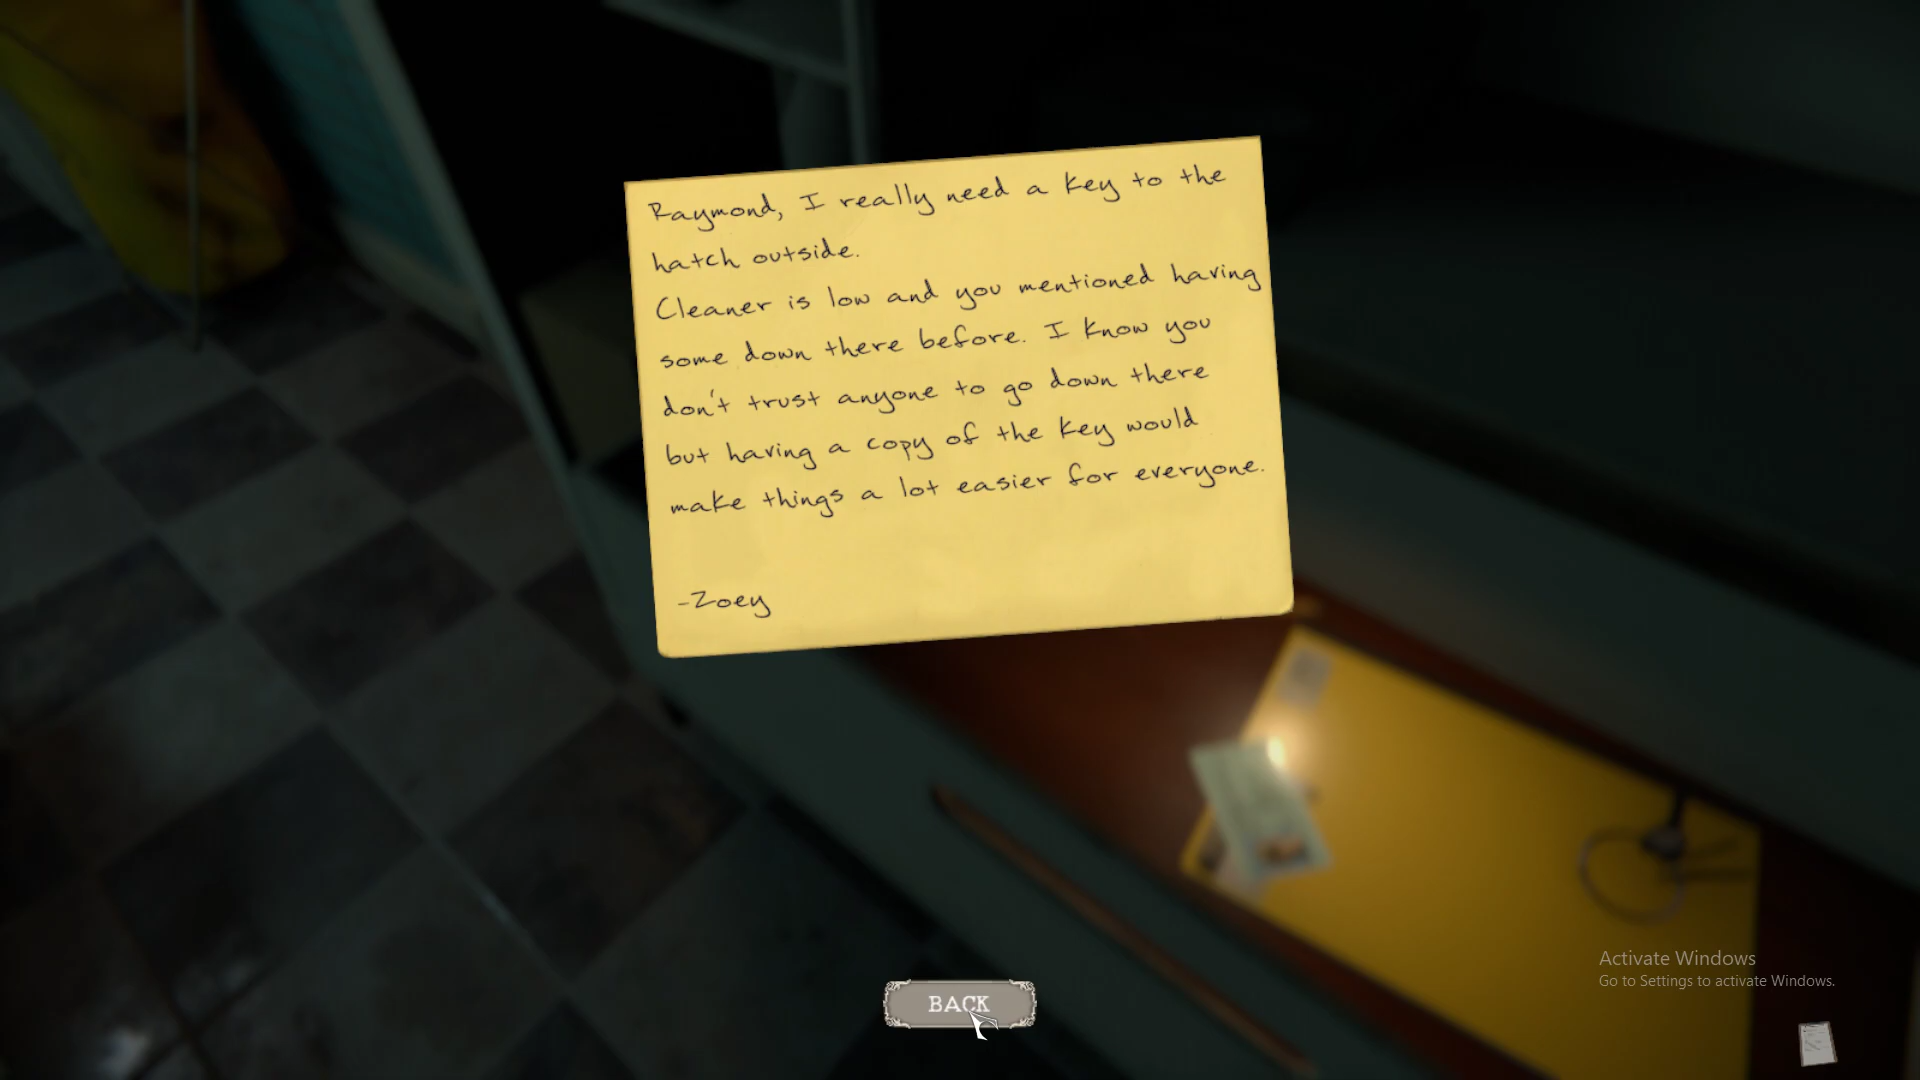 Raymond, I really need a key to the
hatch outside.
Cleaner is low and you mentioned having
some down there before. I know you
don't trust anyone to go down there
but having a copy of the key would
make things a lot easier for everyone.
-Zoey
Activate Windows
Go to Settings to activate Windows.
BACK